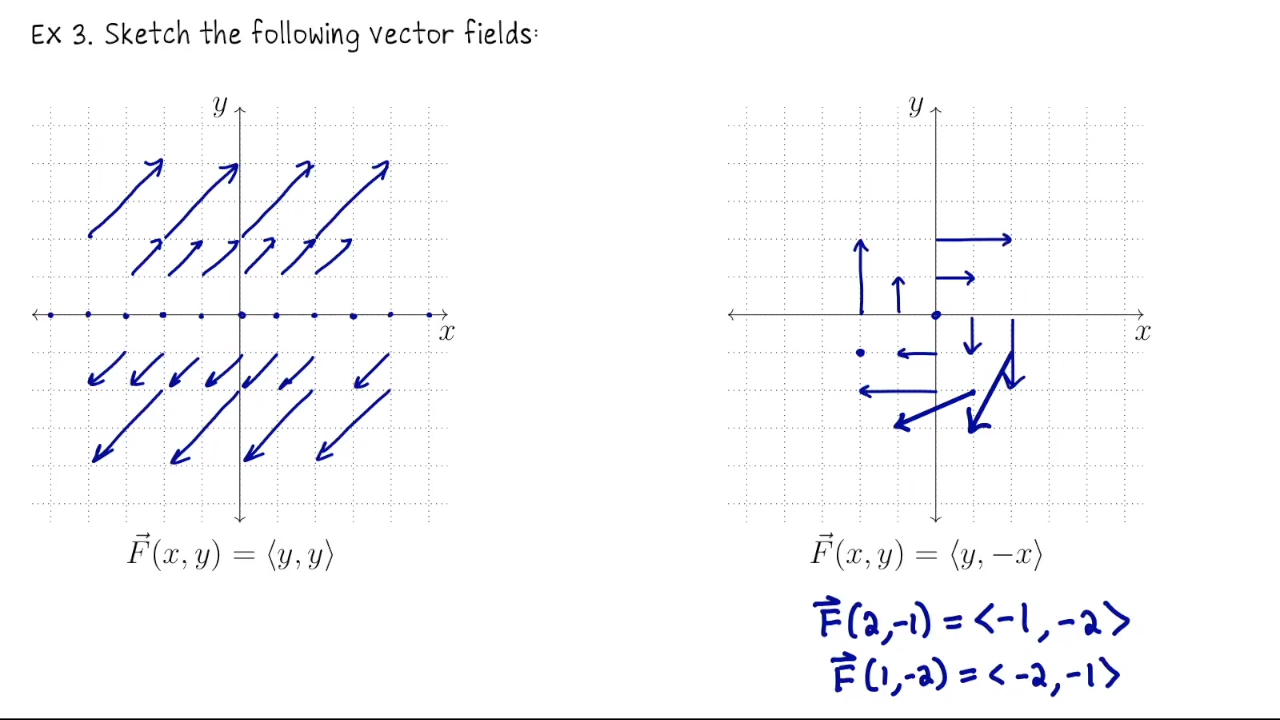 Ex 3. Sketch the following vector fields:
y
x
F⃗(x, y) = ⟨y, y⟩
y
x
F⃗(x, y) = ⟨y, −x⟩
F⃗(2,-1) = <-1, -2>
F⃗(1,-2) = <-2, -1>